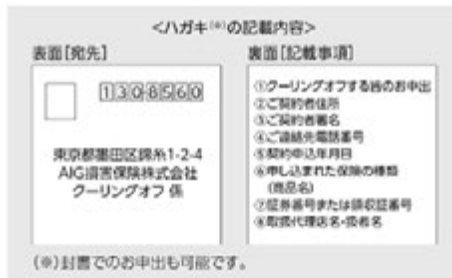 <ハガキ(※)の記載内容>
表面[宛先]
1308560
東京都墨田区錦糸1-2-4
AIG損害保険株式会社
クーリングオフ 係
裏面[記載事項]
①クーリングオフする旨のお申出
②ご契約者住所
③ご契約者署名
④ご連絡先電話番号
⑤契約申込年月日
⑥申し込まれた保険の種類
(商品名)
⑦証券番号または領収証番号
⑧取扱代理店名・扱者名
(※)封書でのお申出も可能です。